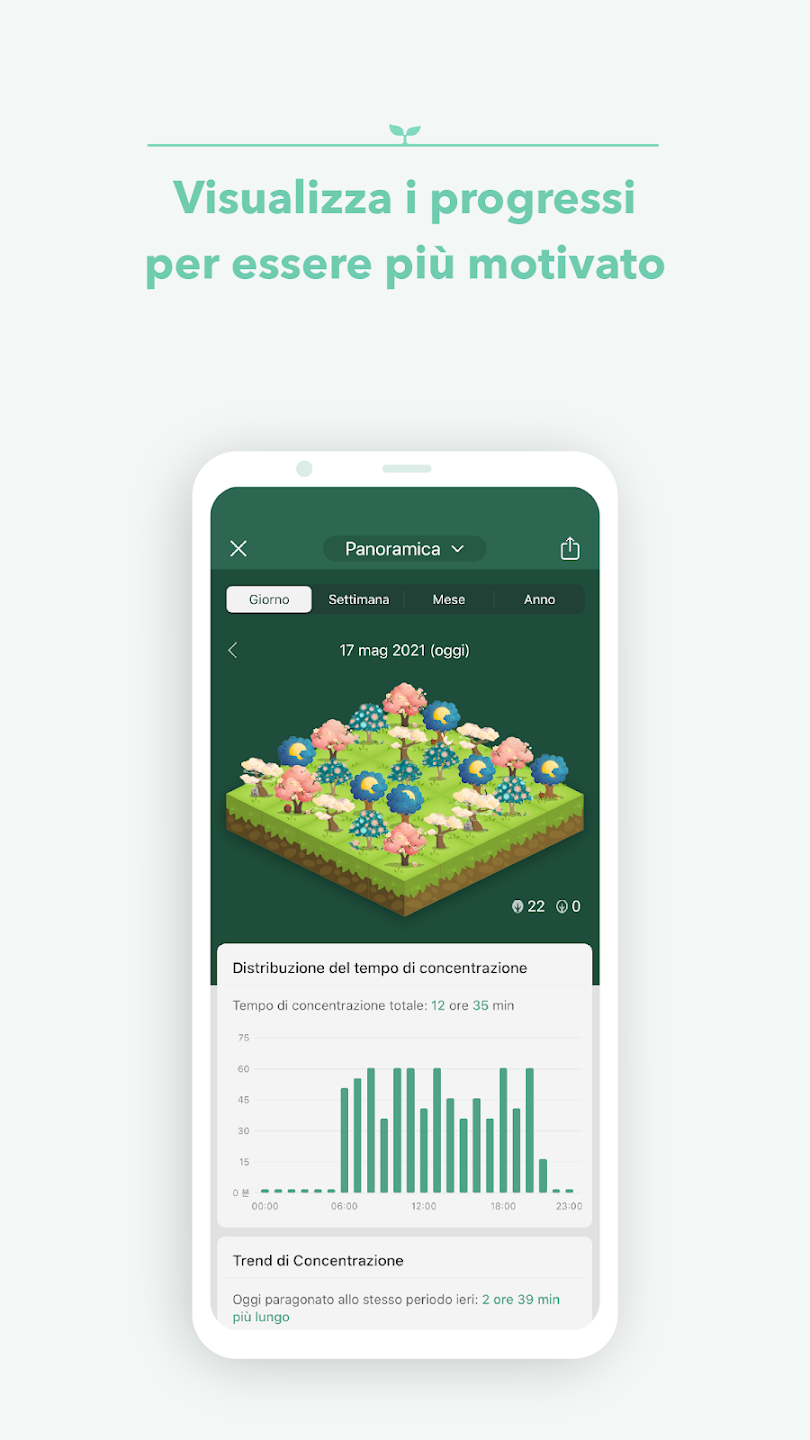 Visualizza i progressi
per essere più motivato
Panoramica
Giorno Settimana Mese Anno
17 mag 2021 (oggi)
22 0
Distribuzione del tempo di concentrazione
Tempo di concentrazione totale: 12 ore 35 min
75
60
45
30
15
0 분
00:00 06:00 12:00 18:00 23:00
Trend di Concentrazione
Oggi paragonato allo stesso periodo ieri: 2 ore 39 min
più lungo